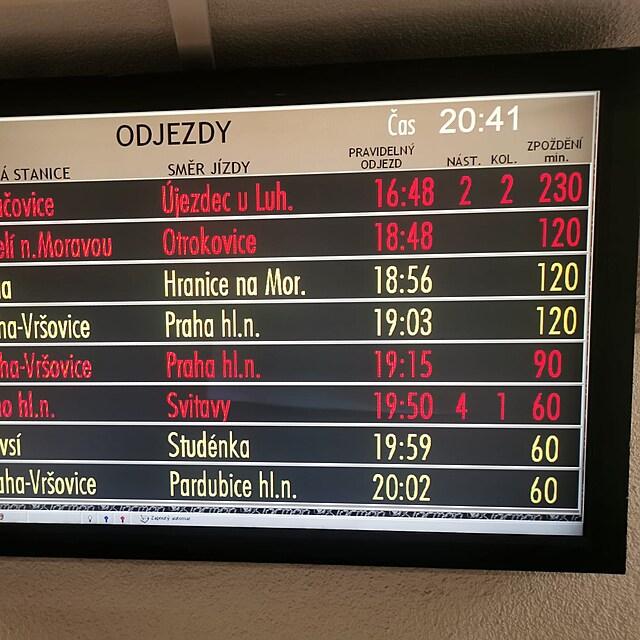 ODJEZDY Čas 20:41
STANICE SMĚR JÍZDY PRAVIDELNÝ ODJEZD NÁST. KOL. ZPOŽDĚNÍ min.
Újezdec u Luh. 16:48 2 2 230
n.Moravou Otrokovice 18:48 120
Hranice na Mor. 18:56 120
na-Vršovice Praha hl.n. 19:03 120
ha-Vršovice Praha hl.n. 19:15 90
no hl.n. Svitavy 19:50 4 1 60
vsí Studénka 19:59 60
aha-Vršovice Pardubice hl.n. 20:02 60